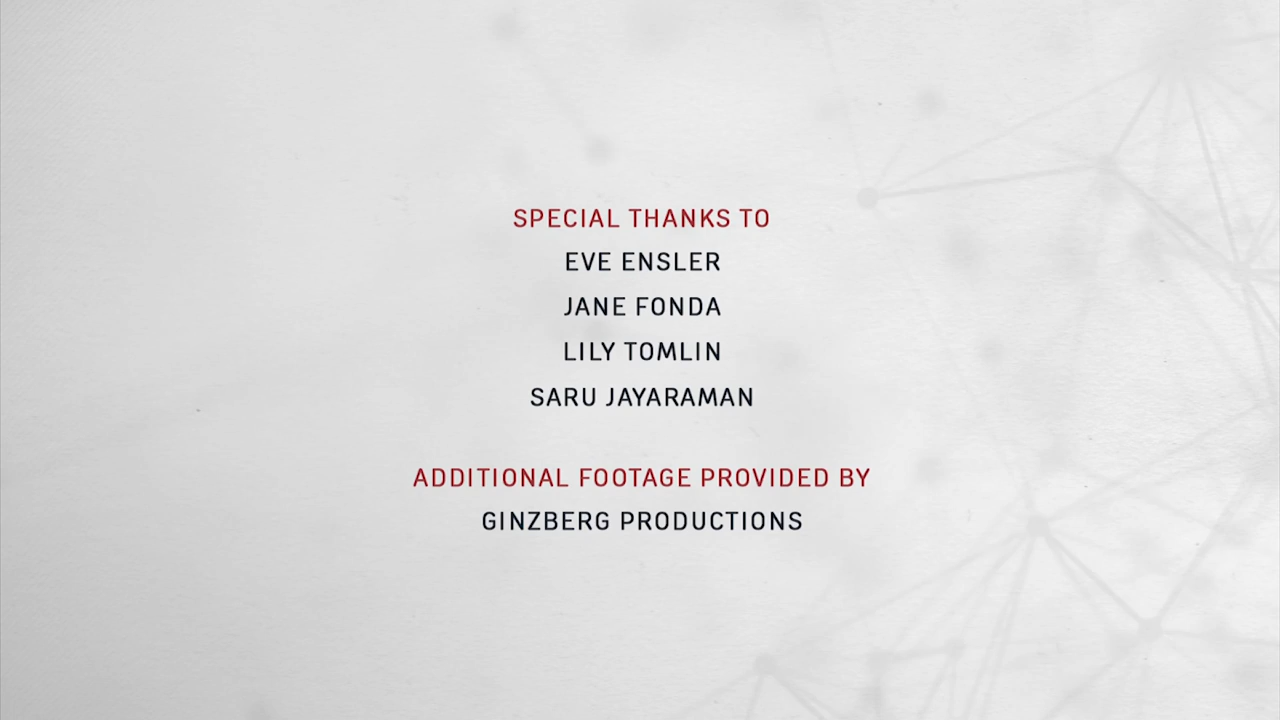 SPECIAL THANKS TO
EVE ENSLER
JANE FONDA
LILY TOMLIN
SARU JAYARAMAN
ADDITIONAL FOOTAGE PROVIDED BY
GINZBERG PRODUCTIONS